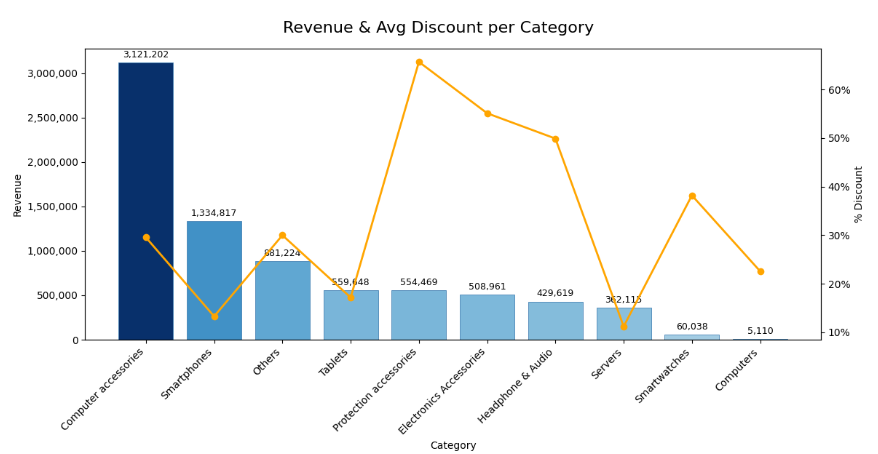 Revenue & Avg Discount per Category
3,121,202
3,000,000
2,500,000
2,000,000
1,500,000
1,000,000
500,000
0
Revenue
1,334,817
881,224
559,648
554,469
508,961
429,619
362,115
60,038
5,110
60%
50%
40%
30%
20%
10%
% Discount
Computer accessories
Smartphones
Others
Tablets
Protection accessories
Electronics Accessories
Headphone & Audio
Servers
Smartwatches
Computers
Category